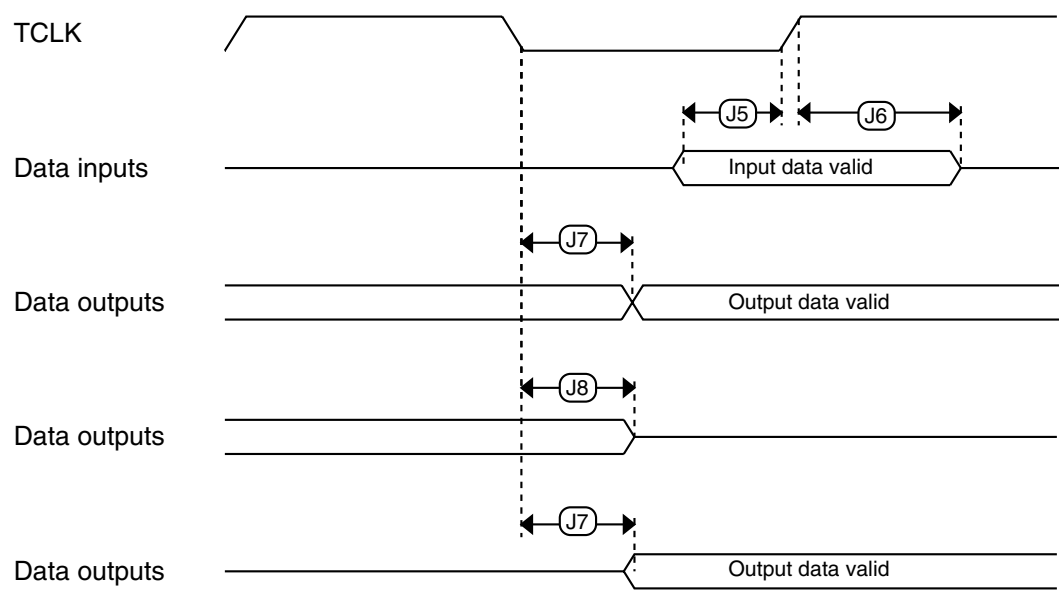 TCLK
J5
J6
Data inputs
Input data valid
J7
Data outputs
Output data valid
J8
Data outputs
J7
Data outputs
Output data valid